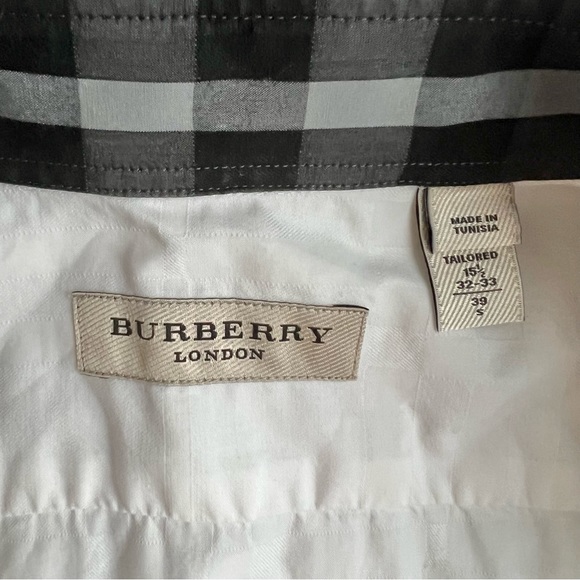 BURBERRY
LONDON
MADE IN
TUNISIA
TAILORED
15½
32-33
39
S